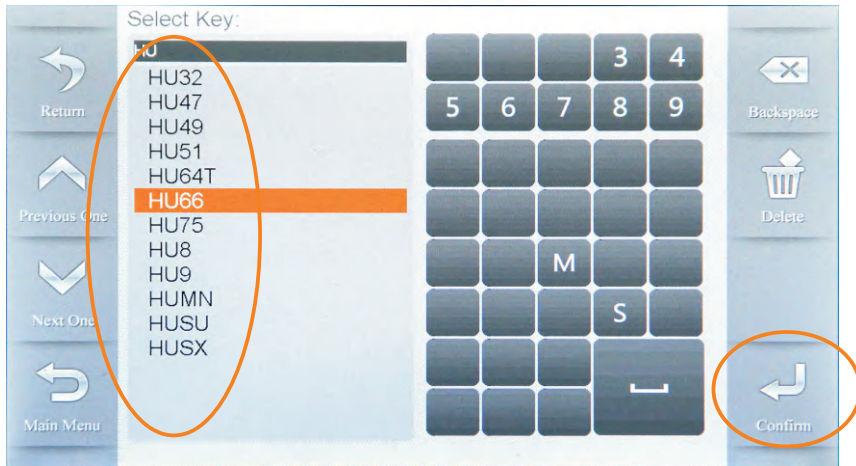 Select Key:
HU
HU32
HU47
HU49
HU51
HU64T
HU66
HU75
HU8
HU9
HUMN
HUSU
HUSX
3 4
5 6 7 8 9
M
S
Return
Previous One
Next One
Main Menu
Backspace
Delete
Confirm